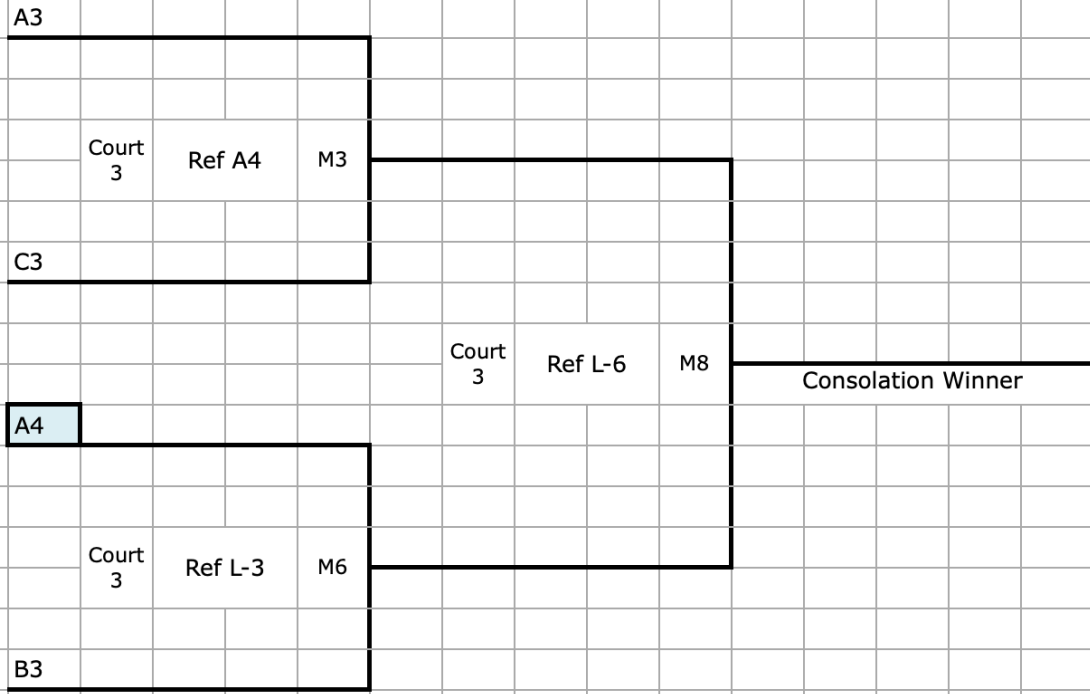 A3
Court
3
Ref A4
M3
C3
Court
3
Ref L-6
M8
Consolation Winner
A4
Court
3
Ref L-3
M6
B3